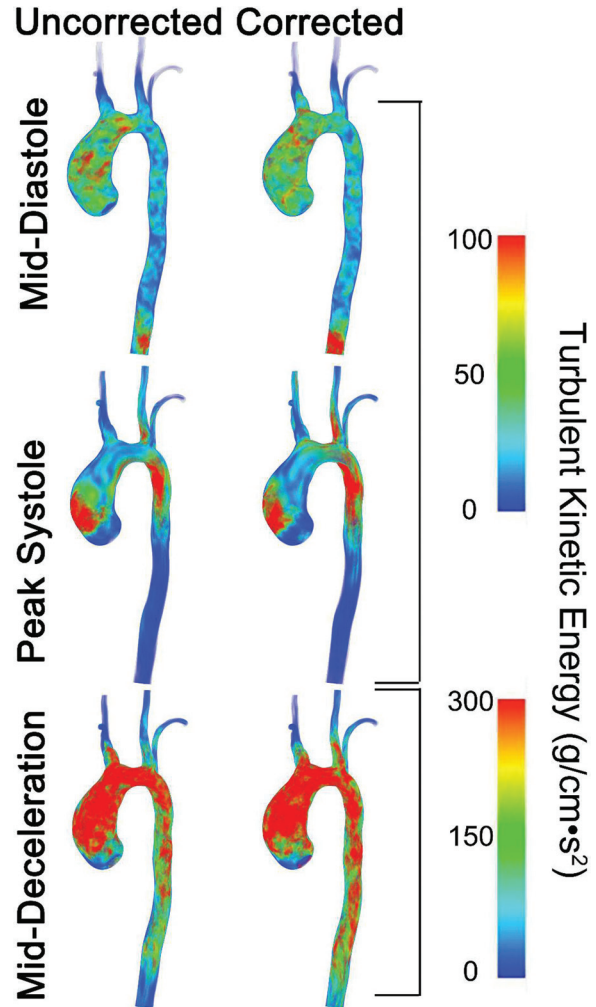 Uncorrected Corrected
Mid-Diastole
Peak Systole
Mid-Deceleration
100
50
0
300
150
0
Turbulent Kinetic Energy (g/cm•s²)